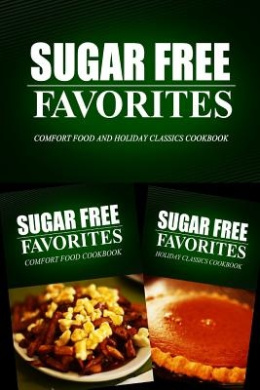 SUGAR FREE
FAVORITES
COMFORT FOOD AND HOLIDAY CLASSICS COOKBOOK
SUGAR FREE
FAVORITES
COMFORT FOOD COOKBOOK
SUGAR FREE
FAVORITES
HOLIDAY CLASSICS COOKBOOK